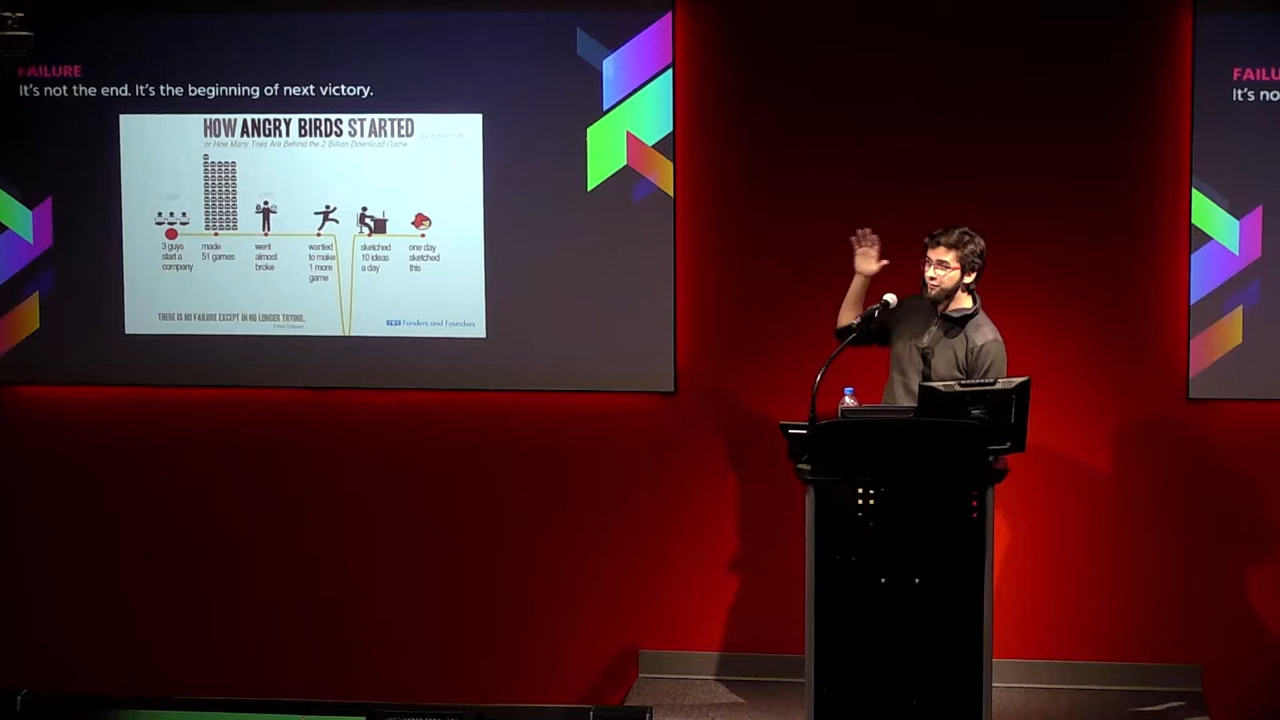 FAILURE
It's not the end. It's the beginning of next victory.
HOW ANGRY BIRDS STARTED
or How Many Tries Are Behind the 2 Billion Download Game
3 guys
start a
company
made
51 games
went
almost
broke
wanted
to make
1 more
game
sketched
10 ideas
a day
one day
sketched
this
THERE IS NO FAILURE EXCEPT IN NO LONGER TRYING.
Funders and Founders
FAILU
It's no